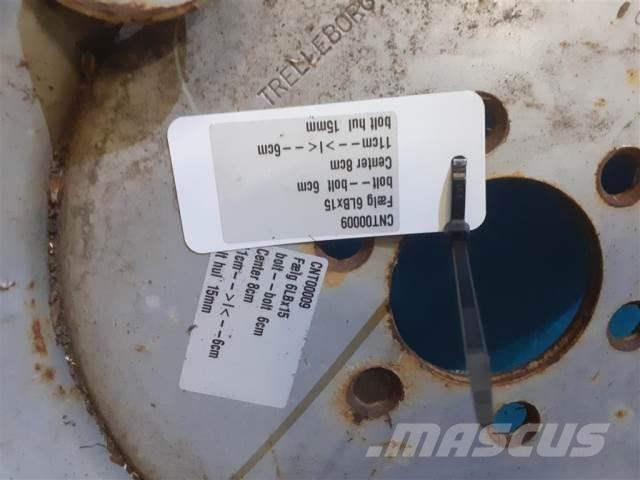 TRELLEBORG
CNT00009
Fælg 6LBx15
bolt--bolt 6cm
Center 8cm
11cm-->|<--6cm
bolt hul 15mm
CNT00009
Fælg 6LBx15
bolt--bolt 6cm
Center 8cm
1cm-->|<--6cm
t hul 15mm
MASCUS